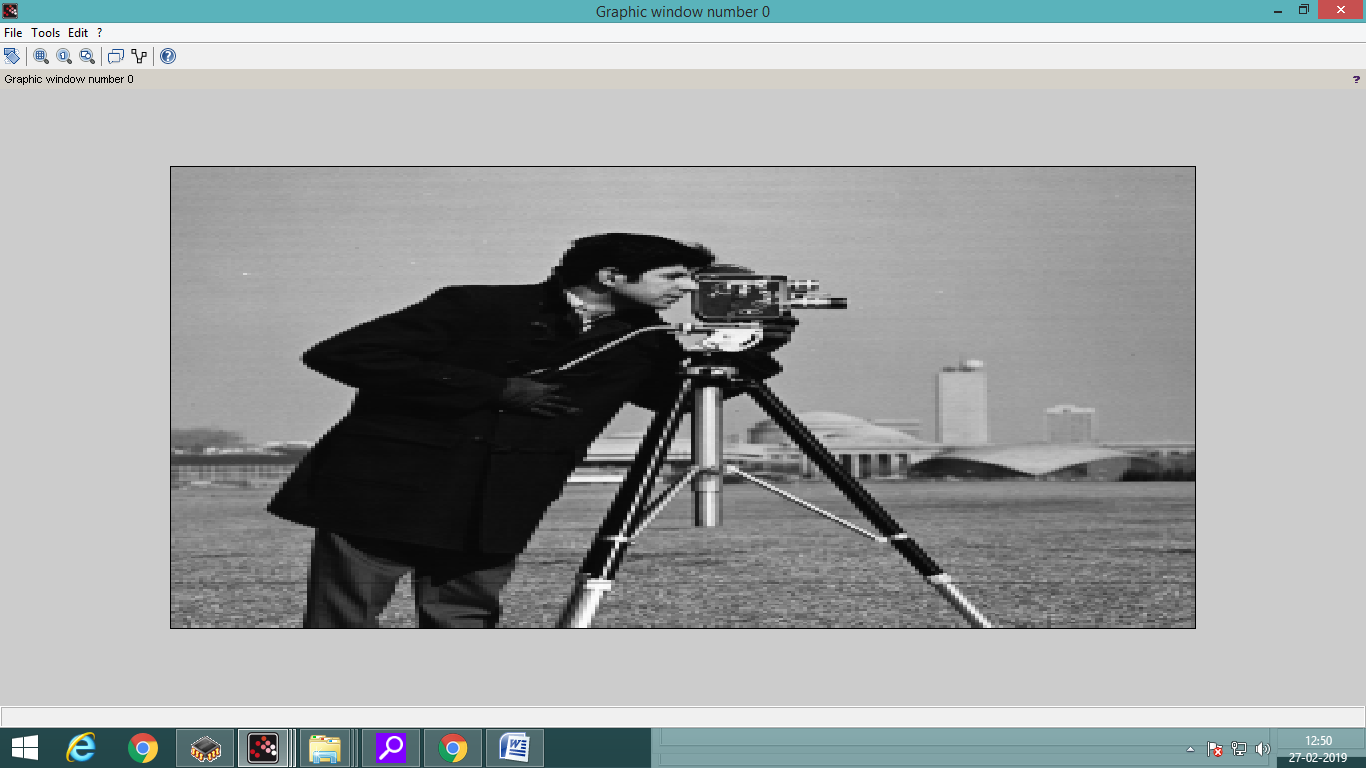 Graphic window number 0
File Tools Edit ?
Graphic window number 0 ?
12:50
27-02-2019